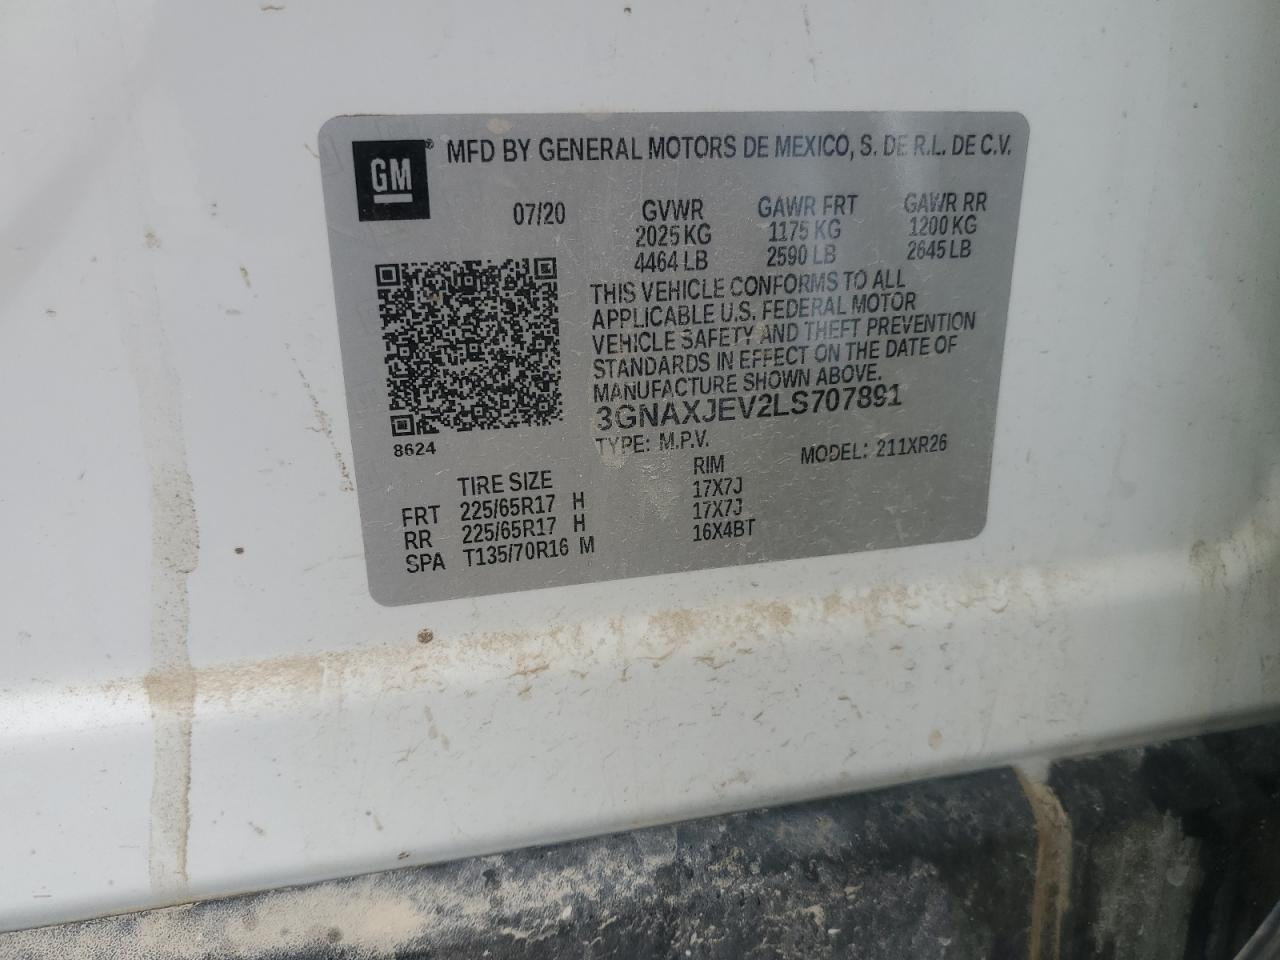 GM ® MFD BY GENERAL MOTORS DE MEXICO, S. DE R.L. DE C.V.
07/20 GVWR GAWR FRT GAWR RR
2025 KG 1175 KG 1200 KG
4464 LB 2590 LB 2645 LB
THIS VEHICLE CONFORMS TO ALL
APPLICABLE U.S. FEDERAL MOTOR
VEHICLE SAFETY AND THEFT PREVENTION
STANDARDS IN EFFECT ON THE DATE OF
MANUFACTURE SHOWN ABOVE.
3GNAXJEV2LS707891
8624
TYPE: M.P.V. MODEL: 211XR26
TIRE SIZE RIM
FRT 225/65R17 H 17X7J
RR 225/65R17 H 17X7J
SPA T135/70R16 M 16X4BT